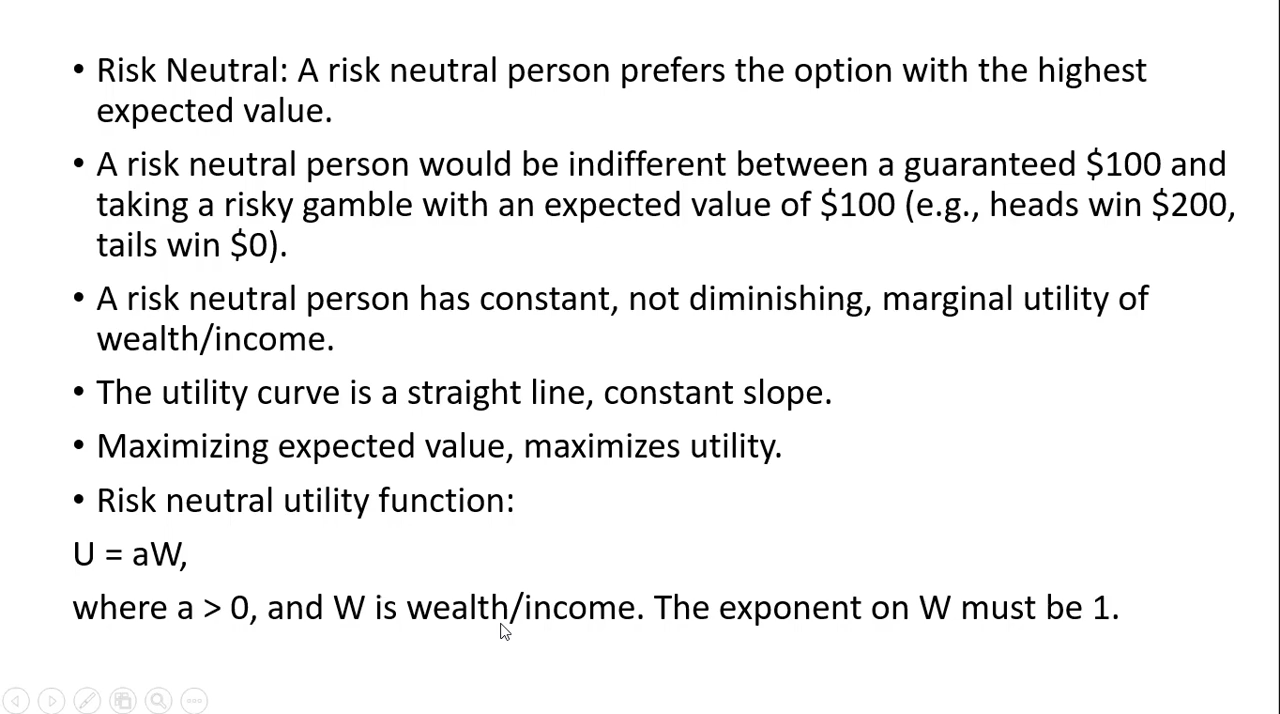 • Risk Neutral: A risk neutral person prefers the option with the highest
expected value.
• A risk neutral person would be indifferent between a guaranteed $100 and
taking a risky gamble with an expected value of $100 (e.g., heads win $200,
tails win $0).
• A risk neutral person has constant, not diminishing, marginal utility of
wealth/income.
• The utility curve is a straight line, constant slope.
• Maximizing expected value, maximizes utility.
• Risk neutral utility function:
U = aW,
where a > 0, and W is wealth/income. The exponent on W must be 1.